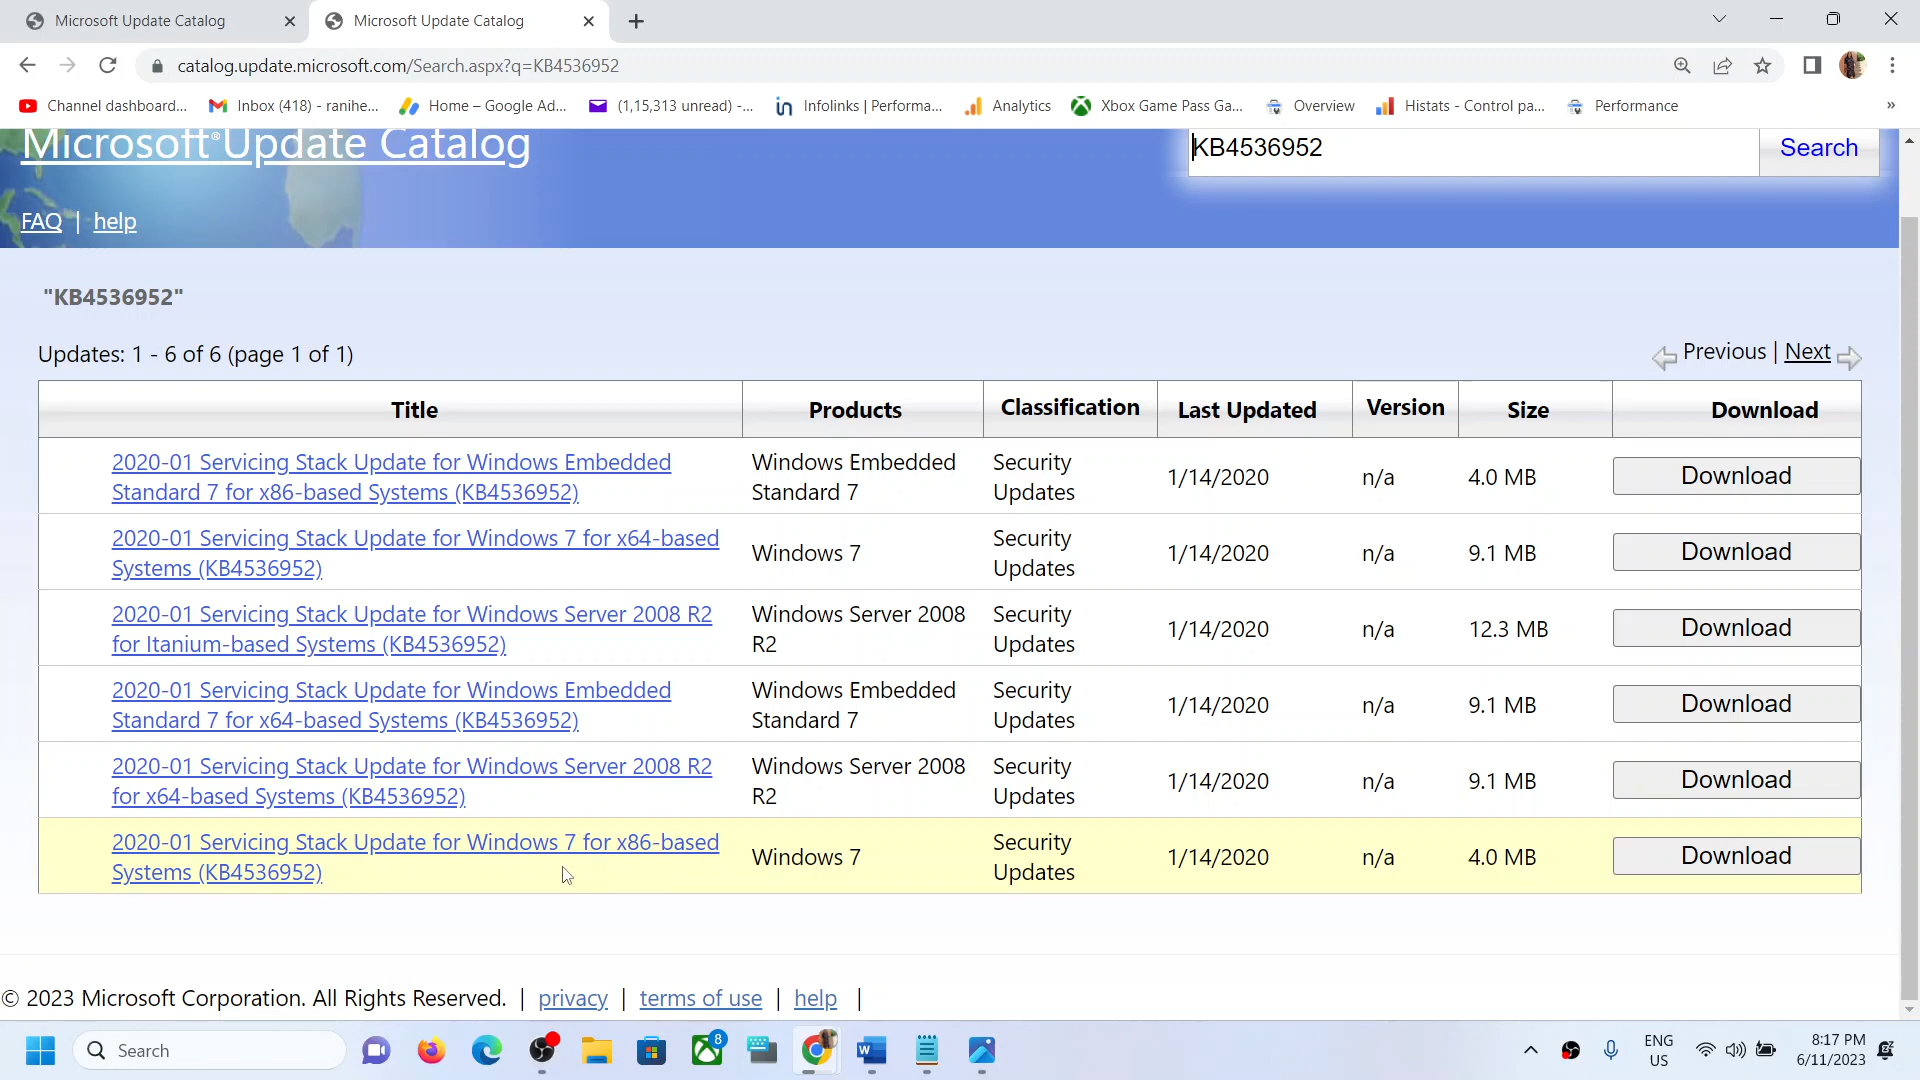 Microsoft Update Catalog
Microsoft Update Catalog
catalog.update.microsoft.com/Search.aspx?q=KB4536952
Channel dashboard...
Inbox (418) - ranihe...
Home – Google Ad...
(1,15,313 unread) -...
Infolinks | Performa...
Analytics
Xbox Game Pass Ga...
Overview
Histats - Control pa...
Performance
»
Microsoft® Update Catalog
KB4536952
Search
FAQ | help
"KB4536952"
Updates: 1 - 6 of 6 (page 1 of 1)
Previous | Next
Title Products Classification Last Updated Version Size Download
2020-01 Servicing Stack Update for Windows Embedded
Standard 7 for x86-based Systems (KB4536952)
Windows Embedded
Standard 7
Security
Updates
1/14/2020
n/a
4.0 MB
Download
2020-01 Servicing Stack Update for Windows 7 for x64-based
Systems (KB4536952)
Windows 7
Security
Updates
1/14/2020
n/a
9.1 MB
Download
2020-01 Servicing Stack Update for Windows Server 2008 R2
for Itanium-based Systems (KB4536952)
Windows Server 2008
R2
Security
Updates
1/14/2020
n/a
12.3 MB
Download
2020-01 Servicing Stack Update for Windows Embedded
Standard 7 for x64-based Systems (KB4536952)
Windows Embedded
Standard 7
Security
Updates
1/14/2020
n/a
9.1 MB
Download
2020-01 Servicing Stack Update for Windows Server 2008 R2
for x64-based Systems (KB4536952)
Windows Server 2008
R2
Security
Updates
1/14/2020
n/a
9.1 MB
Download
2020-01 Servicing Stack Update for Windows 7 for x86-based
Systems (KB4536952)
Windows 7
Security
Updates
1/14/2020
n/a
4.0 MB
Download
© 2023 Microsoft Corporation. All Rights Reserved. | privacy | terms of use | help |
Search
8
ENG
US
8:17 PM
6/11/2023